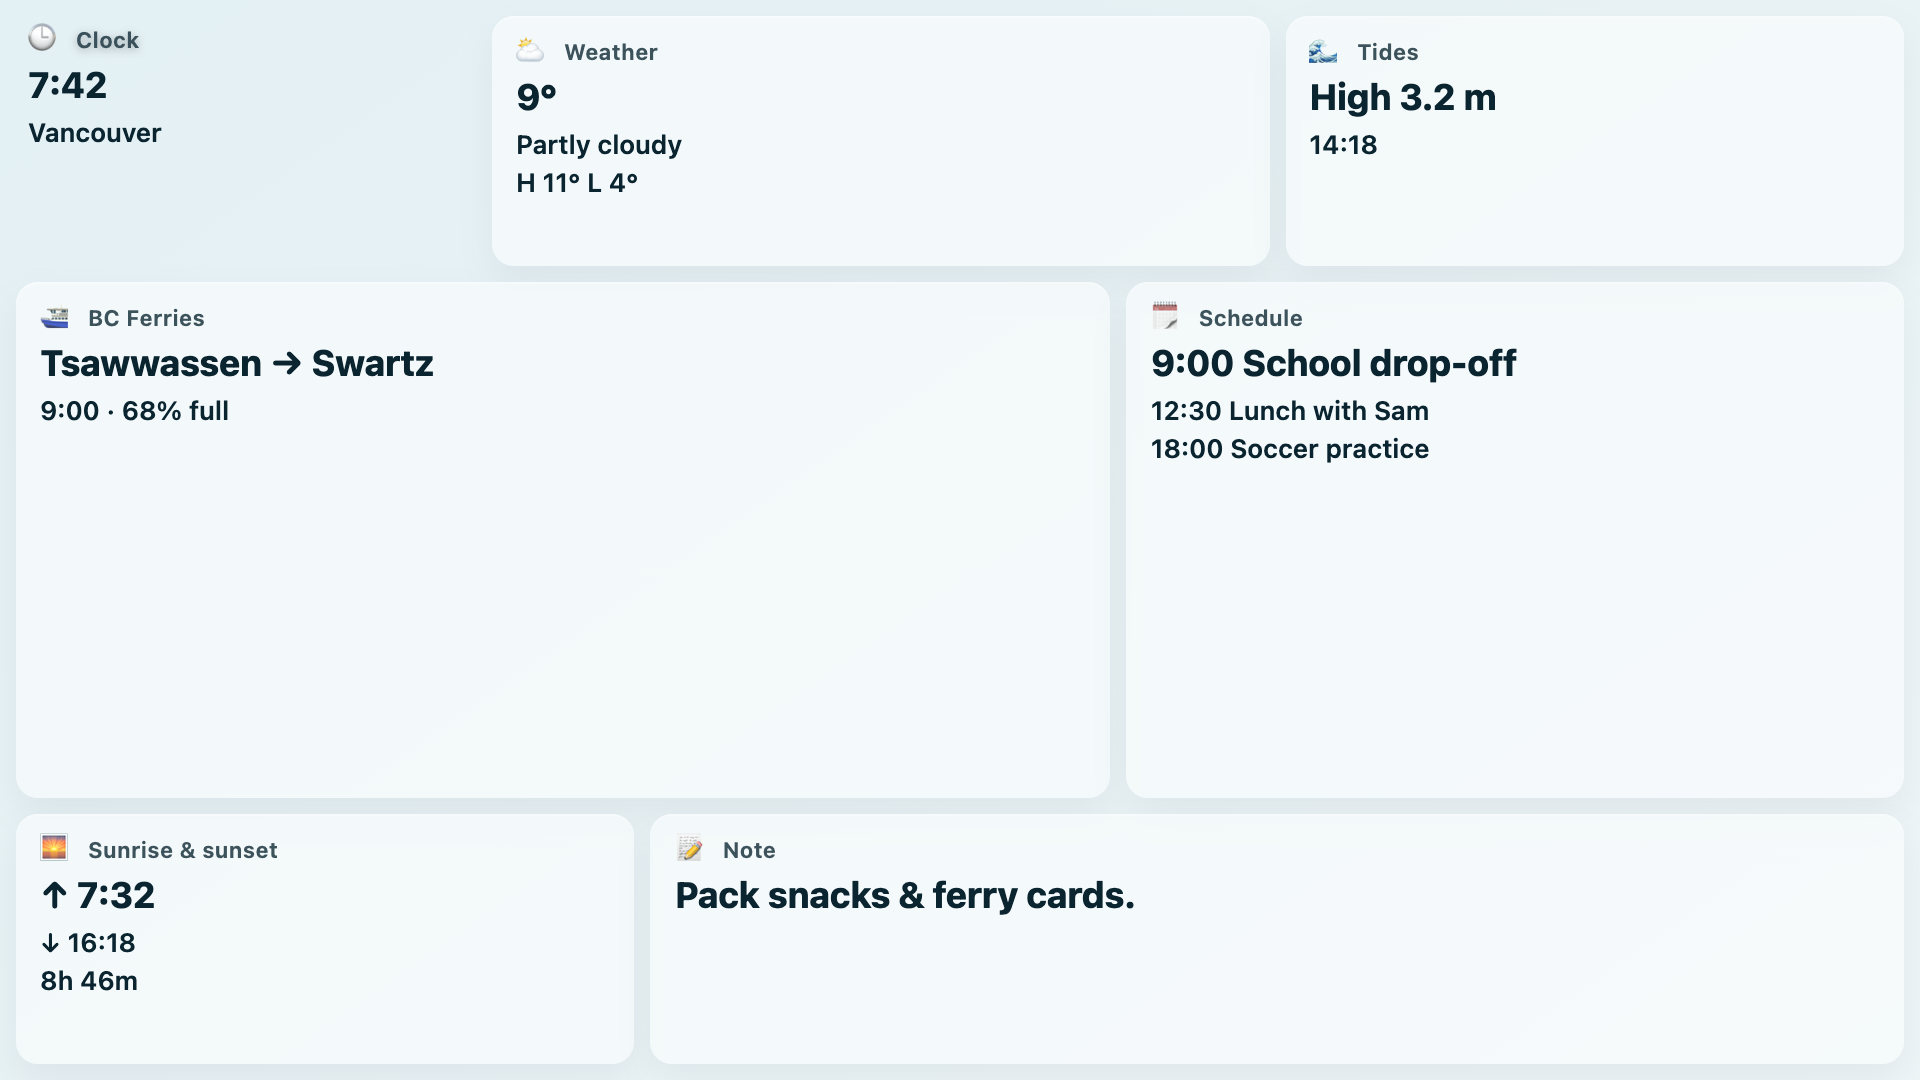 Clock
7:42
Vancouver
Weather
9°
Partly cloudy
H 11° L 4°
Tides
High 3.2 m
14:18
BC Ferries
Tsawwassen → Swartz
9:00 · 68% full
Schedule
9:00 School drop-off
12:30 Lunch with Sam
18:00 Soccer practice
Sunrise & sunset
↑ 7:32
↓ 16:18
8h 46m
Note
Pack snacks & ferry cards.